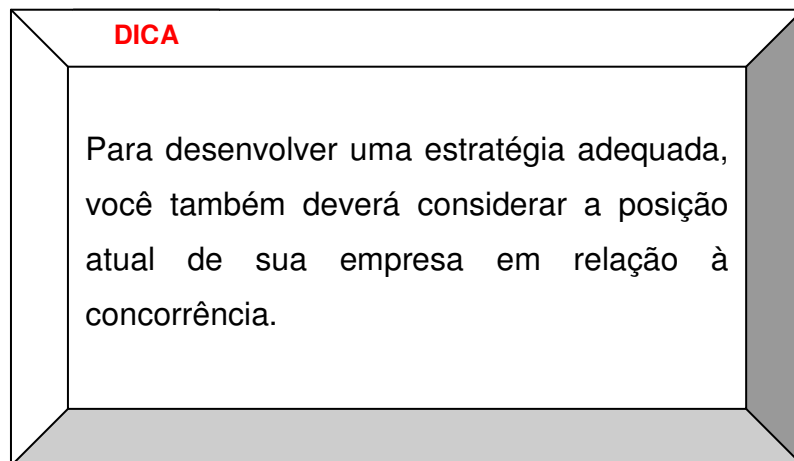 DICA
Para desenvolver uma estratégia adequada,
você também deverá considerar a posição
atual de sua empresa em relação à
concorrência.